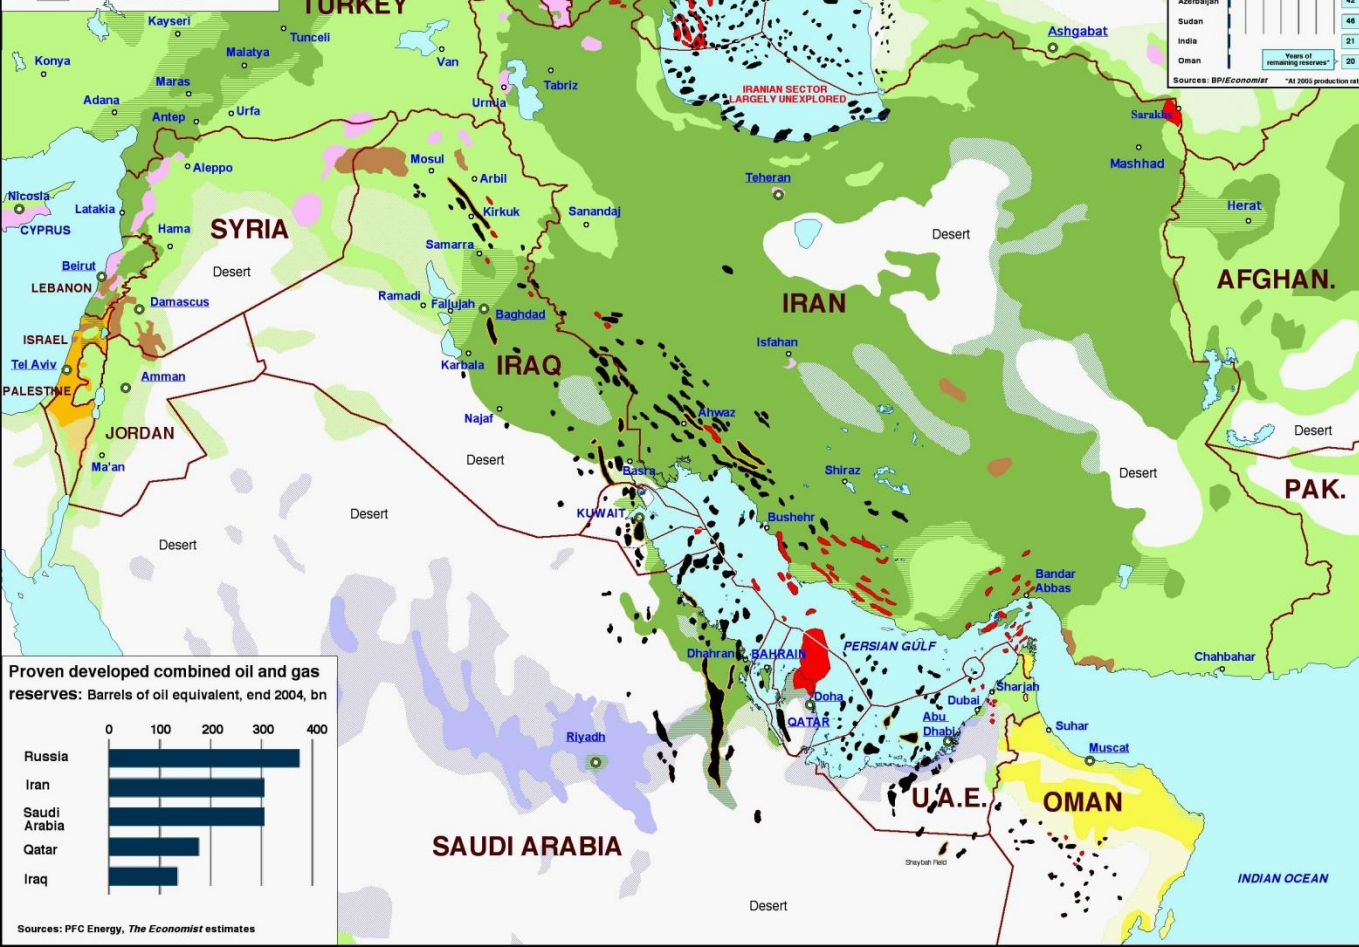 TURKEY
Kayseri
Tunceli
Malatya
Konya
Maras
Adana
Antep
Urfa
Van
Urmia
Tabriz
IRANIAN SECTOR
LARGELY UNEXPLORED
Ashgabat
Azerbaijan 42
Sudan 46
India 21
Oman
Years of
remaining reserves* 20
Sources: BP/Economist *At 2005 production
Sarakhs
Mashhad
Teheran
Herat
Nicosia
CYPRUS
Latakia
Aleppo
Mosul
Arbil
Kirkuk
Sanandaj
Hama
SYRIA
Samarra
Desert
Desert
Beirut
LEBANON
Damascus
Ramadi
Fallujah
Baghdad
IRAN
AFGHAN.
ISRAEL
Tel Aviv
PALESTINE
Amman
Karbala
IRAQ
Isfahan
Najaf
Ahwaz
JORDAN
Ma'an
Desert
Desert
Desert
Basra
Shiraz
PAK.
KUWAIT
Bushehr
Desert
Desert
Bandar
Abbas
Dhahran
BAHRAIN
PERSIAN GULF
Chahbahar
Doha
QATAR
Dubai
Sharjah
Abu
Dhabi
Suhar
Muscat
Riyadh
U.A.E.
OMAN
SAUDI ARABIA
Shaybah Field
Desert
INDIAN OCEAN
Proven developed combined oil and gas
reserves: Barrels of oil equivalent, end 2004, bn
0 100 200 300 400
Russia
Iran
Saudi
Arabia
Qatar
Iraq
Sources: PFC Energy, The Economist estimates